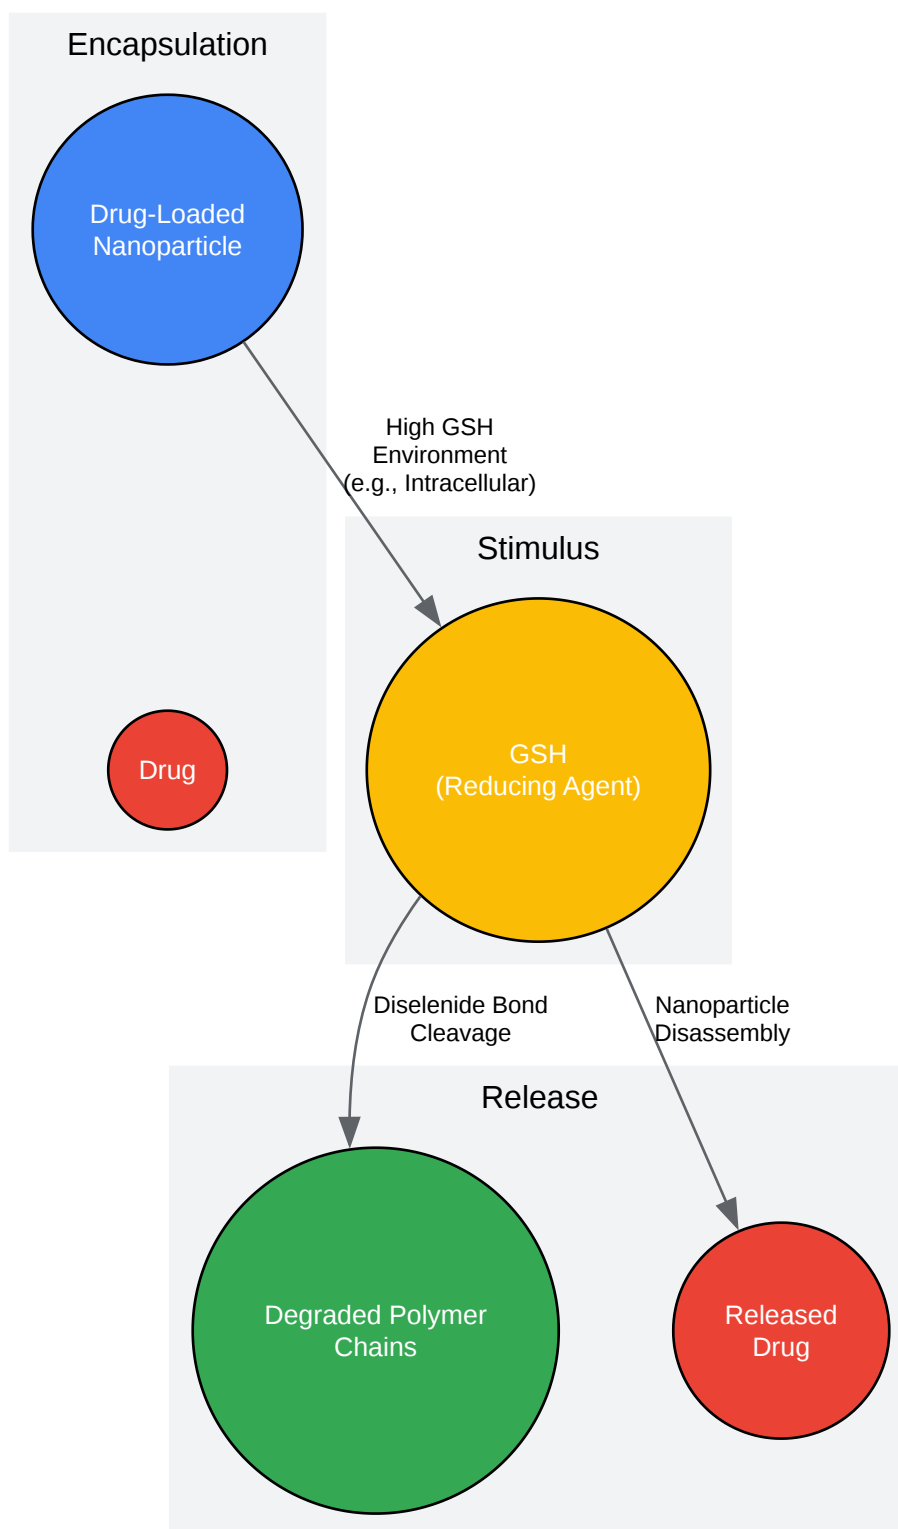 Encapsulation
Drug-Loaded
Nanoparticle
High GSH
Environment
(e.g., Intracellular)
Stimulus
GSH
(Reducing Agent)
Drug
Diselenide Bond
Cleavage
Nanoparticle
Disassembly
Release
Degraded Polymer
Chains
Released
Drug